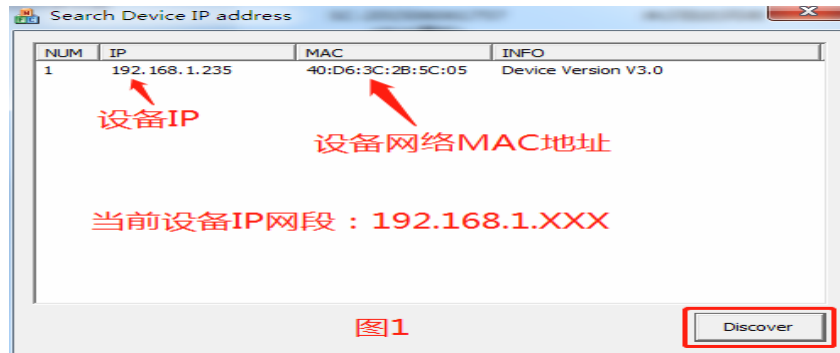 Search Device IP address
NUM IP MAC INFO
1 192.168.1.235 40:D6:3C:2B:5C:05 Device Version V3.0
设备IP
设备网络MAC地址
当前设备IP网段：192.168.1.XXX
图1
Discover